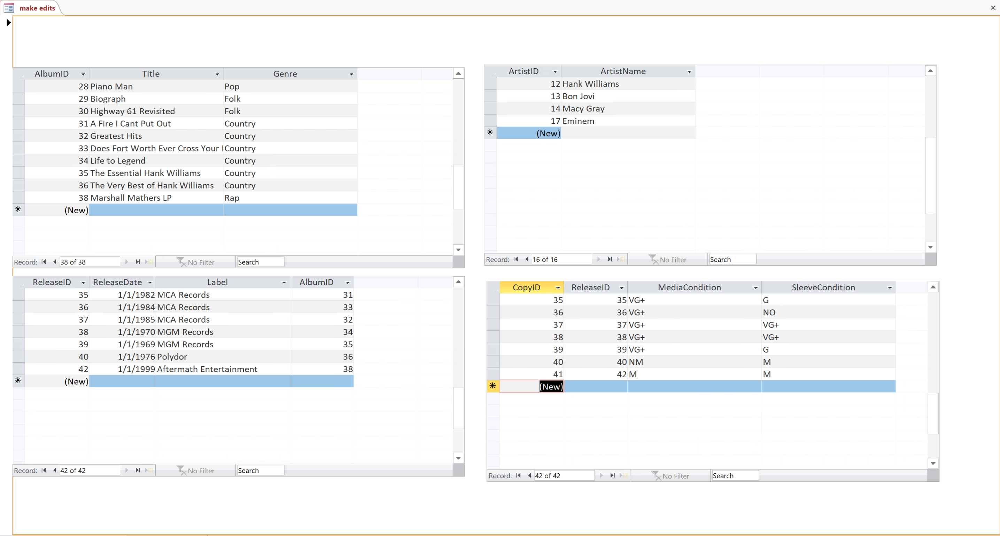 make edits
AlbumID Title Genre
28 Piano Man Pop
29 Biograph Folk
30 Highway 61 Revisited Folk
31 A Fire I Cant Put Out Country
32 Greatest Hits Country
33 Does Fort Worth Ever Cross Your Country
34 Life to Legend Country
35 The Essential Hank Williams Country
36 The Very Best of Hank Williams Country
38 Marshall Mathers LP Rap
(New)
Record: 38 of 38 No Filter Search
ArtistID ArtistName
12 Hank Williams
13 Bon Jovi
14 Macy Gray
17 Eminem
(New)
Record: 16 of 16 No Filter Search
ReleaseID ReleaseDate Label AlbumID
35 1/1/1982 MCA Records 31
36 1/1/1984 MCA Records 33
37 1/1/1985 MCA Records 32
38 1/1/1970 MGM Records 34
39 1/1/1969 MGM Records 35
40 1/1/1976 Polydor 36
42 1/1/1999 Aftermath Entertainment 38
(New)
Record: 42 of 42 No Filter Search
CopyID ReleaseID MediaCondition SleeveCondition
35 35 VG+ G
36 36 VG+ NO
37 37 VG+ VG+
38 38 VG+ VG+
39 39 VG+ G
40 40 NM M
41 42 M M
(New)
Record: 42 of 42 No Filter Search